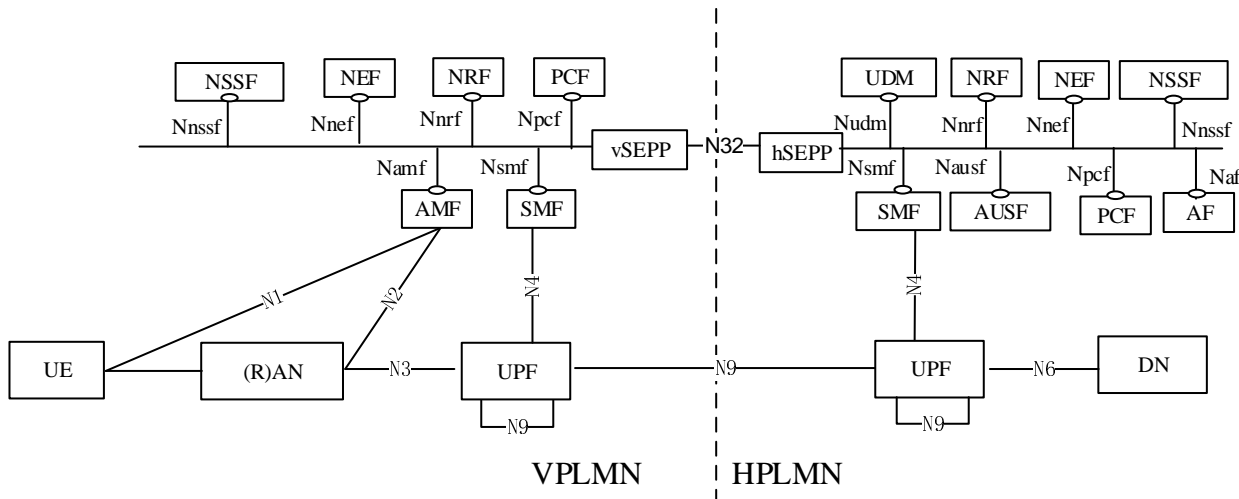 NSSF NEF NRF PCF UDM NRF NEF NSSF
Nnssf Nnef Nnrf Npcf Nudm Nnrf Nnef Nnssf
vSEPP N32 hSEPP
Namf Nsmf Nsmf Nausf Npcf Naf
AMF SMF SMF AUSF PCF AF
N1 N2 N4 N4
UE (R)AN N3 UPF N9 UPF N6 DN
N9 N9
VPLMN HPLMN